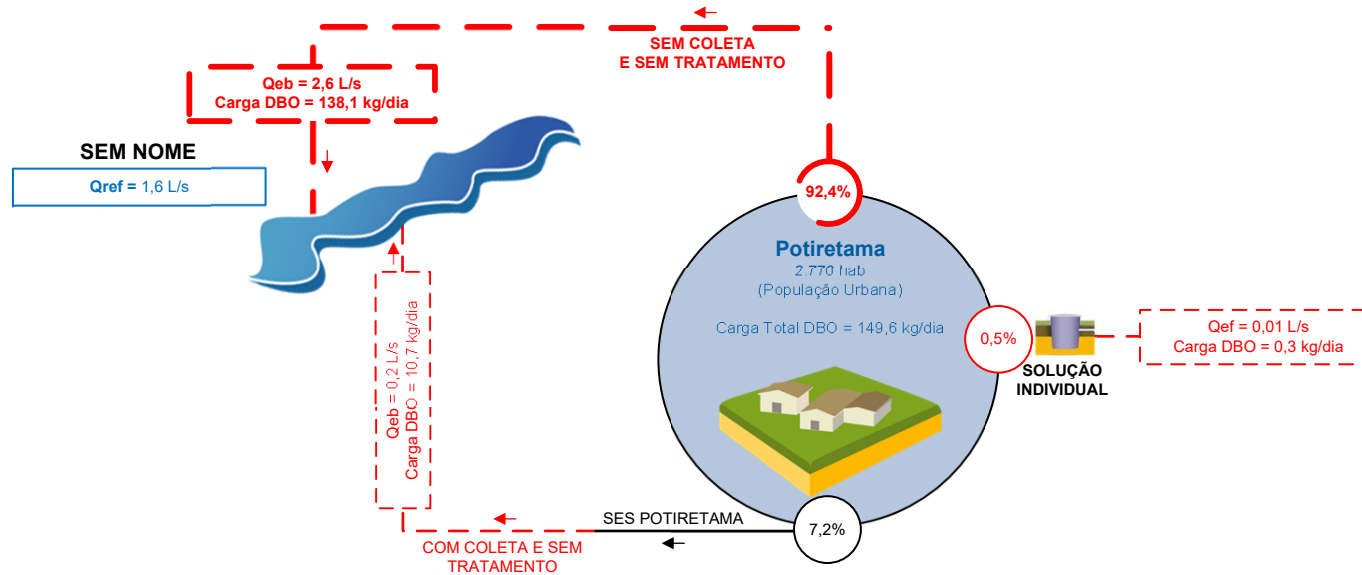 SEM COLETA
E SEM TRATAMENTO
Qeb = 2,6 L/s
Carga DBO = 138,1 kg/dia
SEM NOME
Qref = 1,6 L/s
92,4%
Potiretama
2.770 hab
(População Urbana)
Carga Total DBO = 149,6 kg/dia
0,5%
SOLUÇÃO
INDIVIDUAL
Qef = 0,01 L/s
Carga DBO = 0,3 kg/dia
Qeb = 0,2 L/s
Carga DBO = 10,7 kg/dia
SES POTIRETAMA
7,2%
COM COLETA E SEM
TRATAMENTO